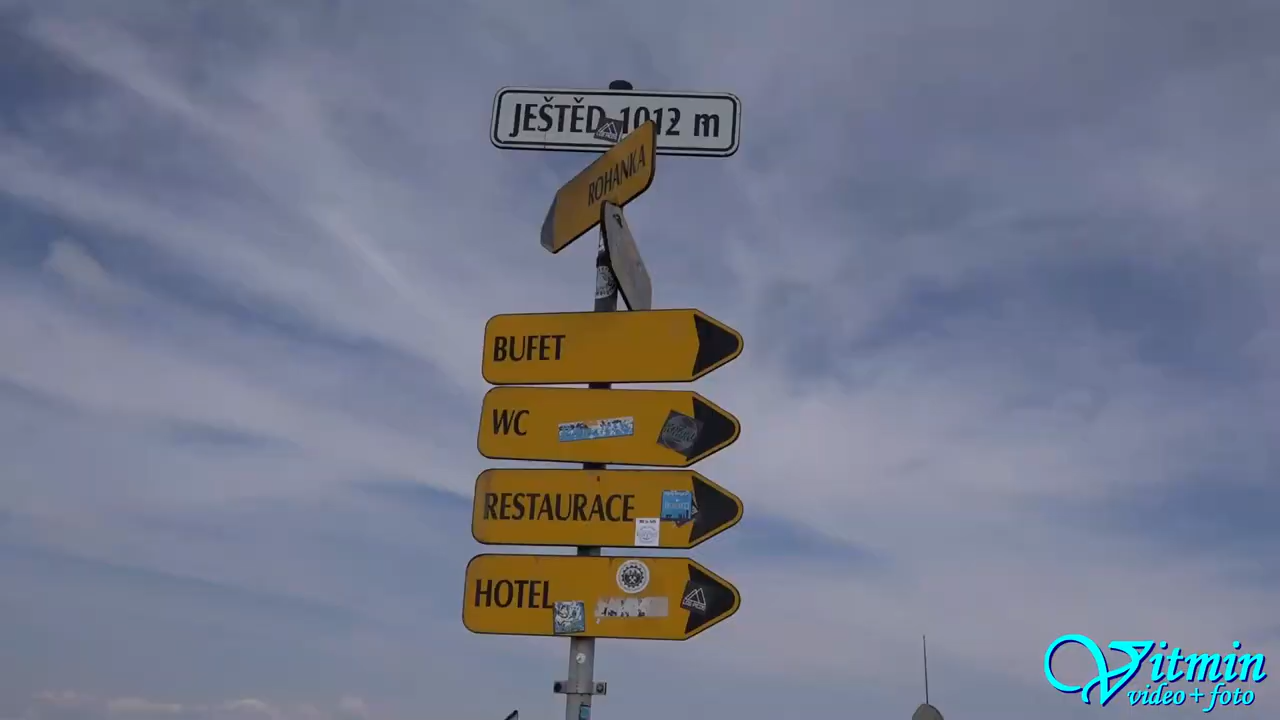 JEŠTĚD 1012 m
ROHANKA
BUFET
WC
RESTAURACE
HOTEL
Vitmin
video+foto